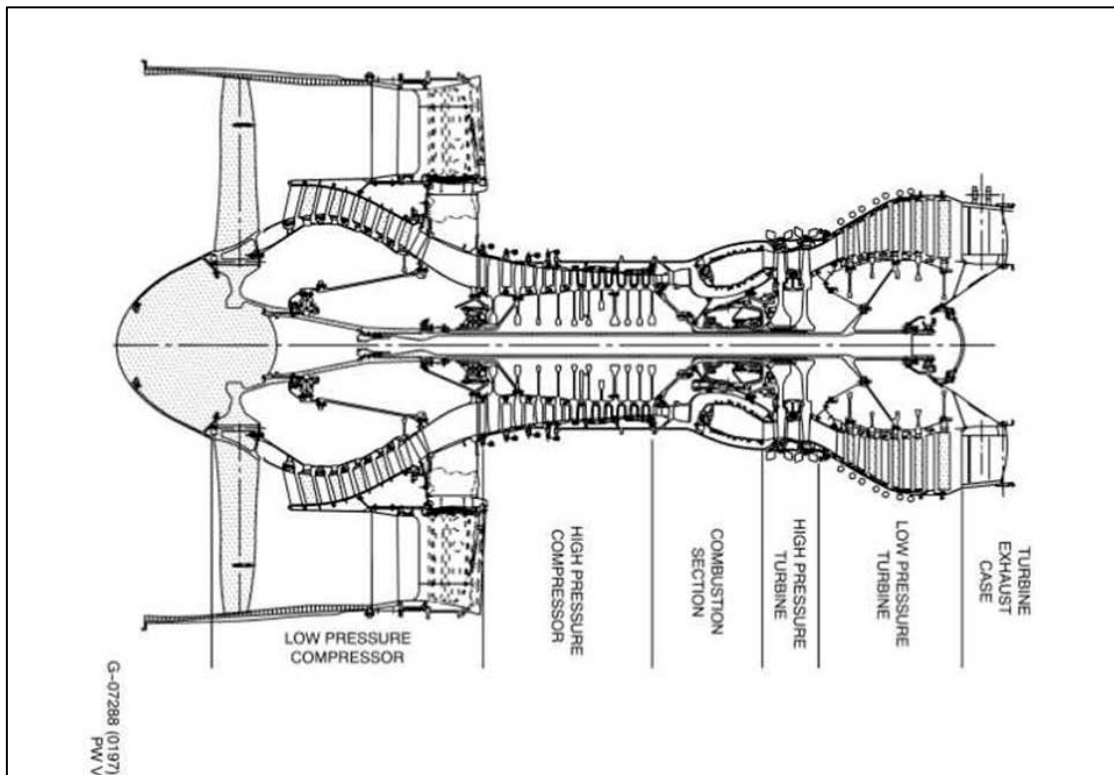 LOW PRESSURE
COMPRESSOR
HIGH PRESSURE
COMPRESSOR
COMBUSTION
SECTION
HIGH PRESSURE
TURBINE
LOW PRESSURE
TURBINE
TURBINE
EXHAUST
CASE
G-07288 (0197)
PW V